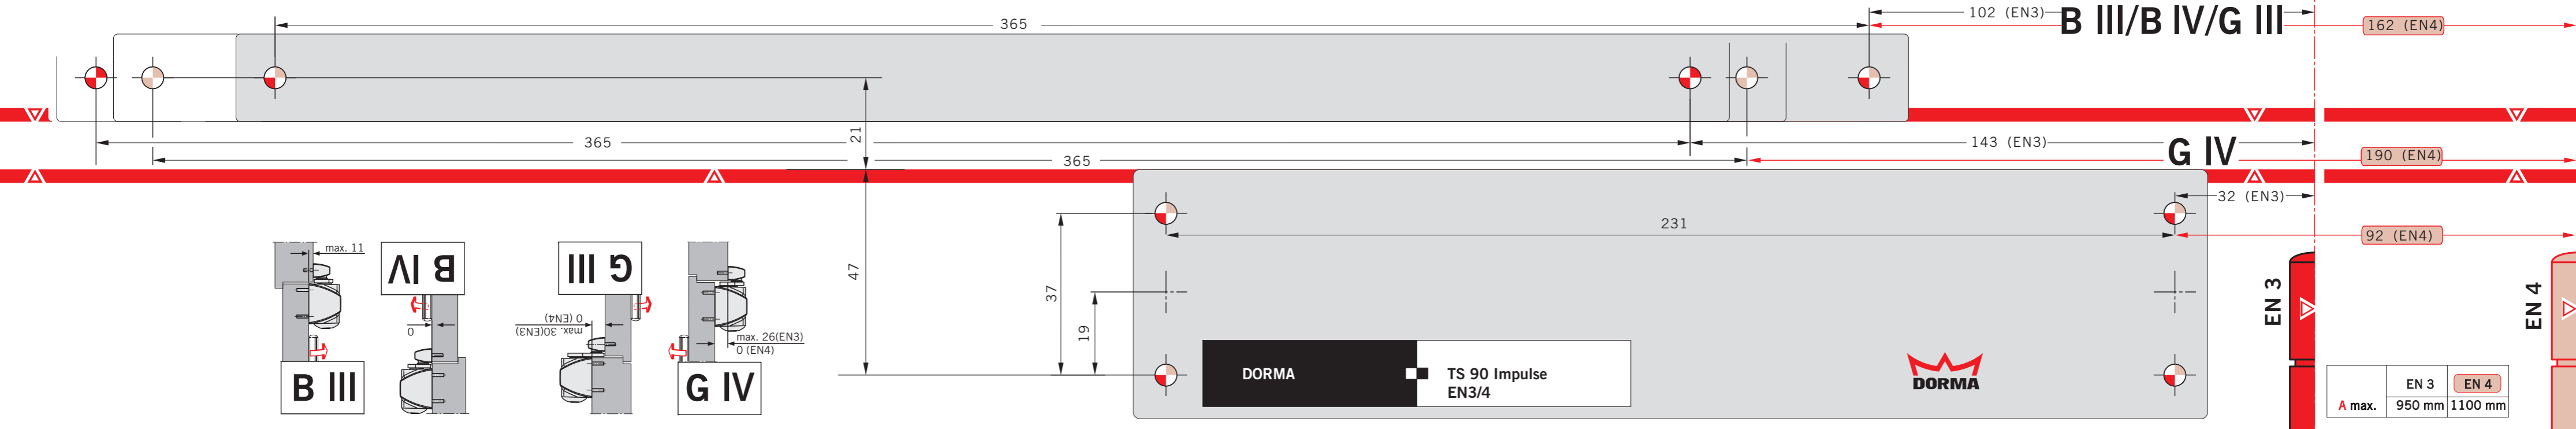 365
102 (EN3)
B III/B IV/G III
162 (EN4)
21
365
143 (EN3)
365
G IV
190 (EN4)
32 (EN3)
231
92 (EN4)
47
37
19
max. 11
B IV
0
G III
max. 30(EN3)
0 (EN4)
max. 26(EN3)
0 (EN4)
B III
G IV
DORMA
TS 90 Impulse
EN3/4
DORMA
EN 3
EN 4
EN 3 EN 4
A max. 950 mm 1100 mm